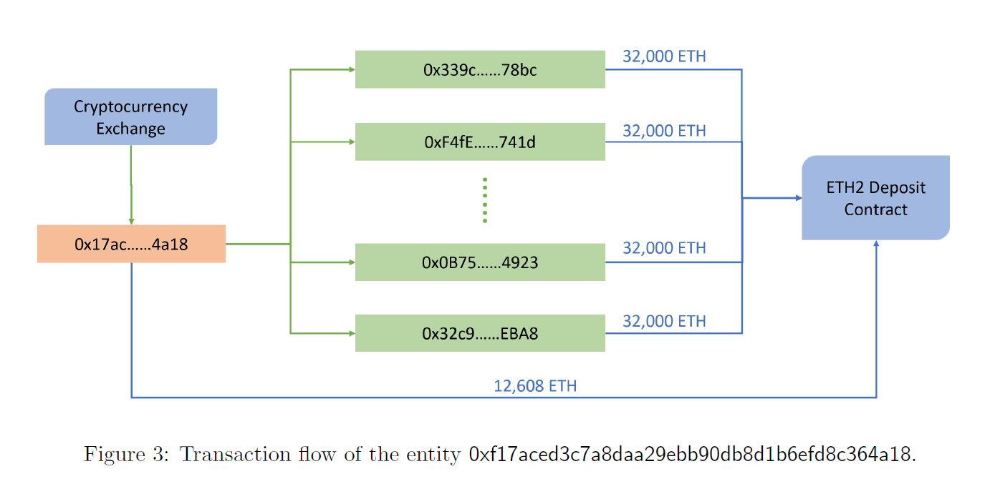 Cryptocurrency
Exchange
0x17ac......4a18
0x339c......78bc
0xF4fE......741d
0x0B75......4923
0x32c9......EBA8
32,000 ETH
32,000 ETH
32,000 ETH
32,000 ETH
12,608 ETH
ETH2 Deposit
Contract
Figure 3: Transaction flow of the entity 0xf17aced3c7a8daa29ebb90db8d1b6efd8c364a18.